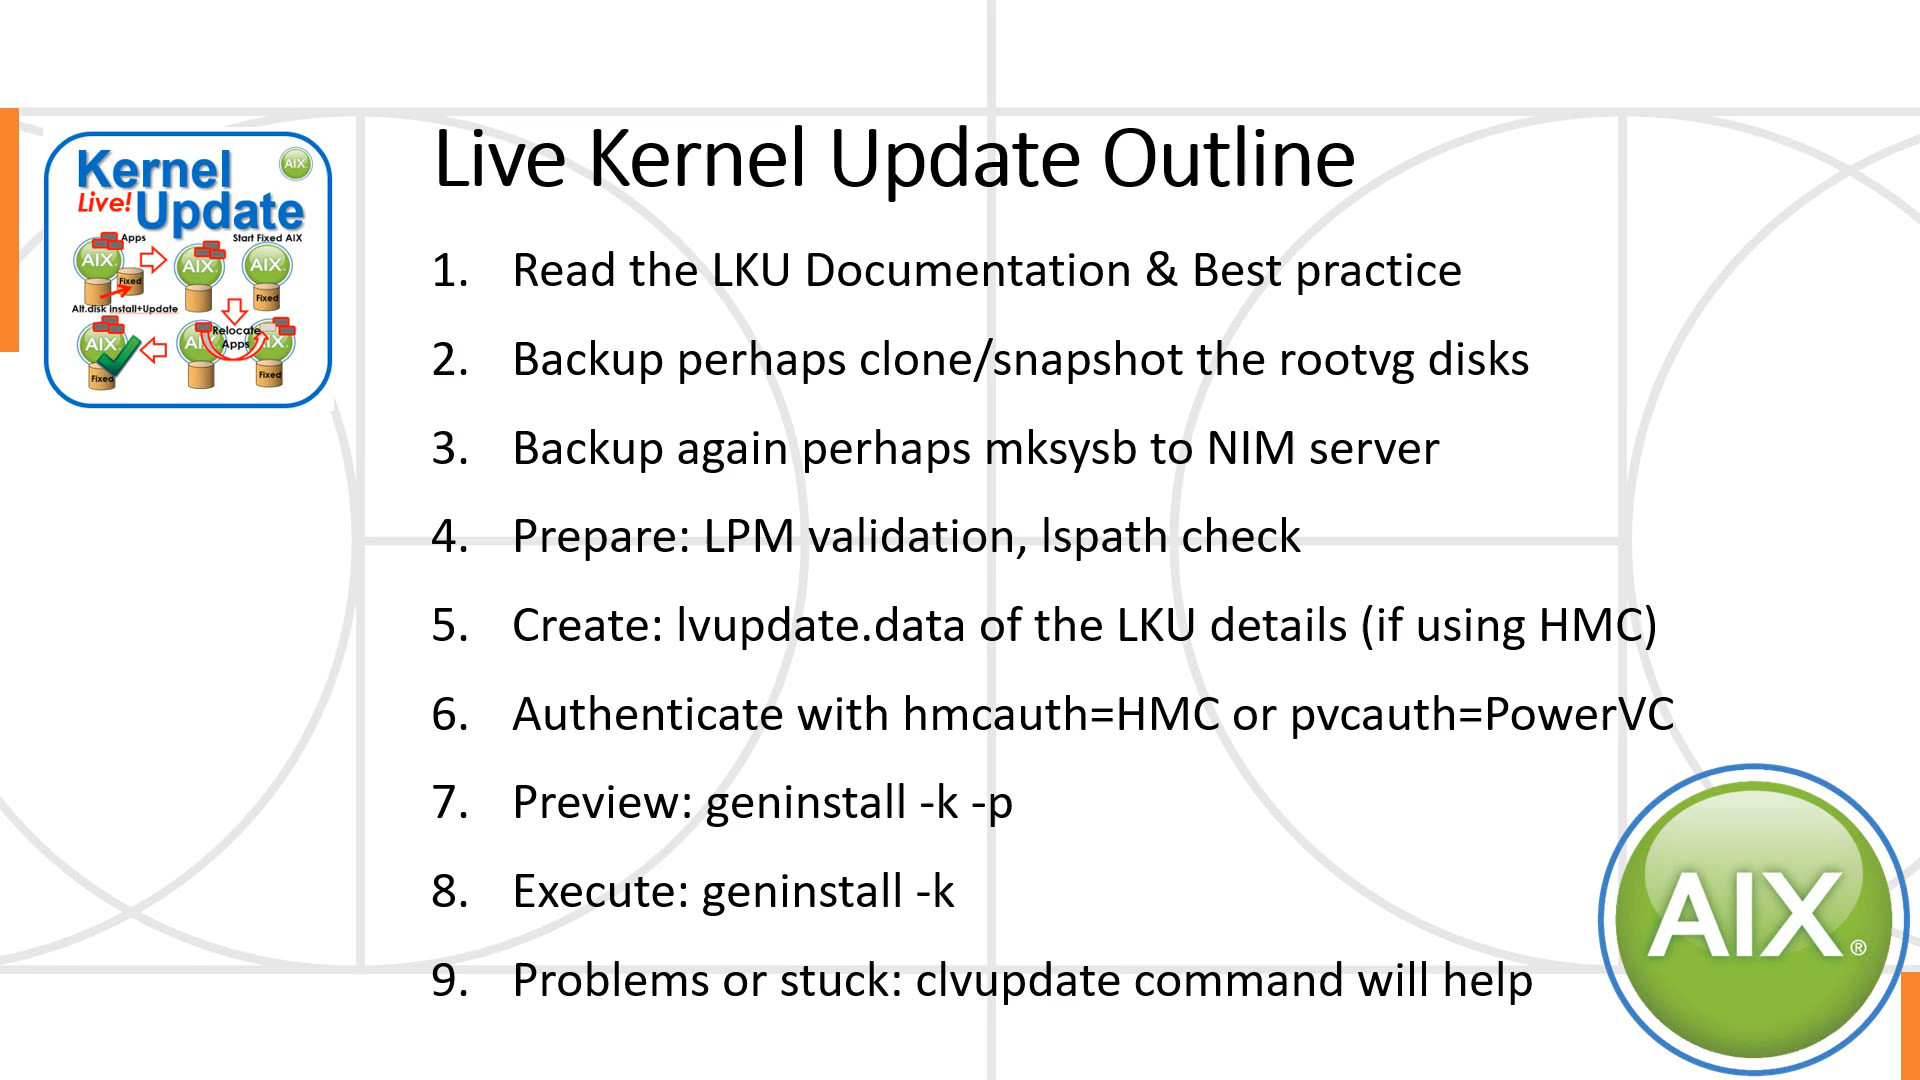 Live Kernel Update Outline
1. Read the LKU Documentation & Best practice
2. Backup perhaps clone/snapshot the rootvg disks
3. Backup again perhaps mksysb to NIM server
4. Prepare: LPM validation, lspath check
5. Create: lvupdate.data of the LKU details (if using HMC)
6. Authenticate with hmcauth=HMC or pvcauth=PowerVC
7. Preview: geninstall -k -p
8. Execute: geninstall -k
9. Problems or stuck: clvupdate command will help
Kernel
AIX
Live! Update
Apps
Start Fixed AIX
AIX
AIX
AIX
Fixed
Fixed
Alt.disk install+Update
Relocate
Apps
AIX
AI
IX
Fixed
Fixed
AIX®